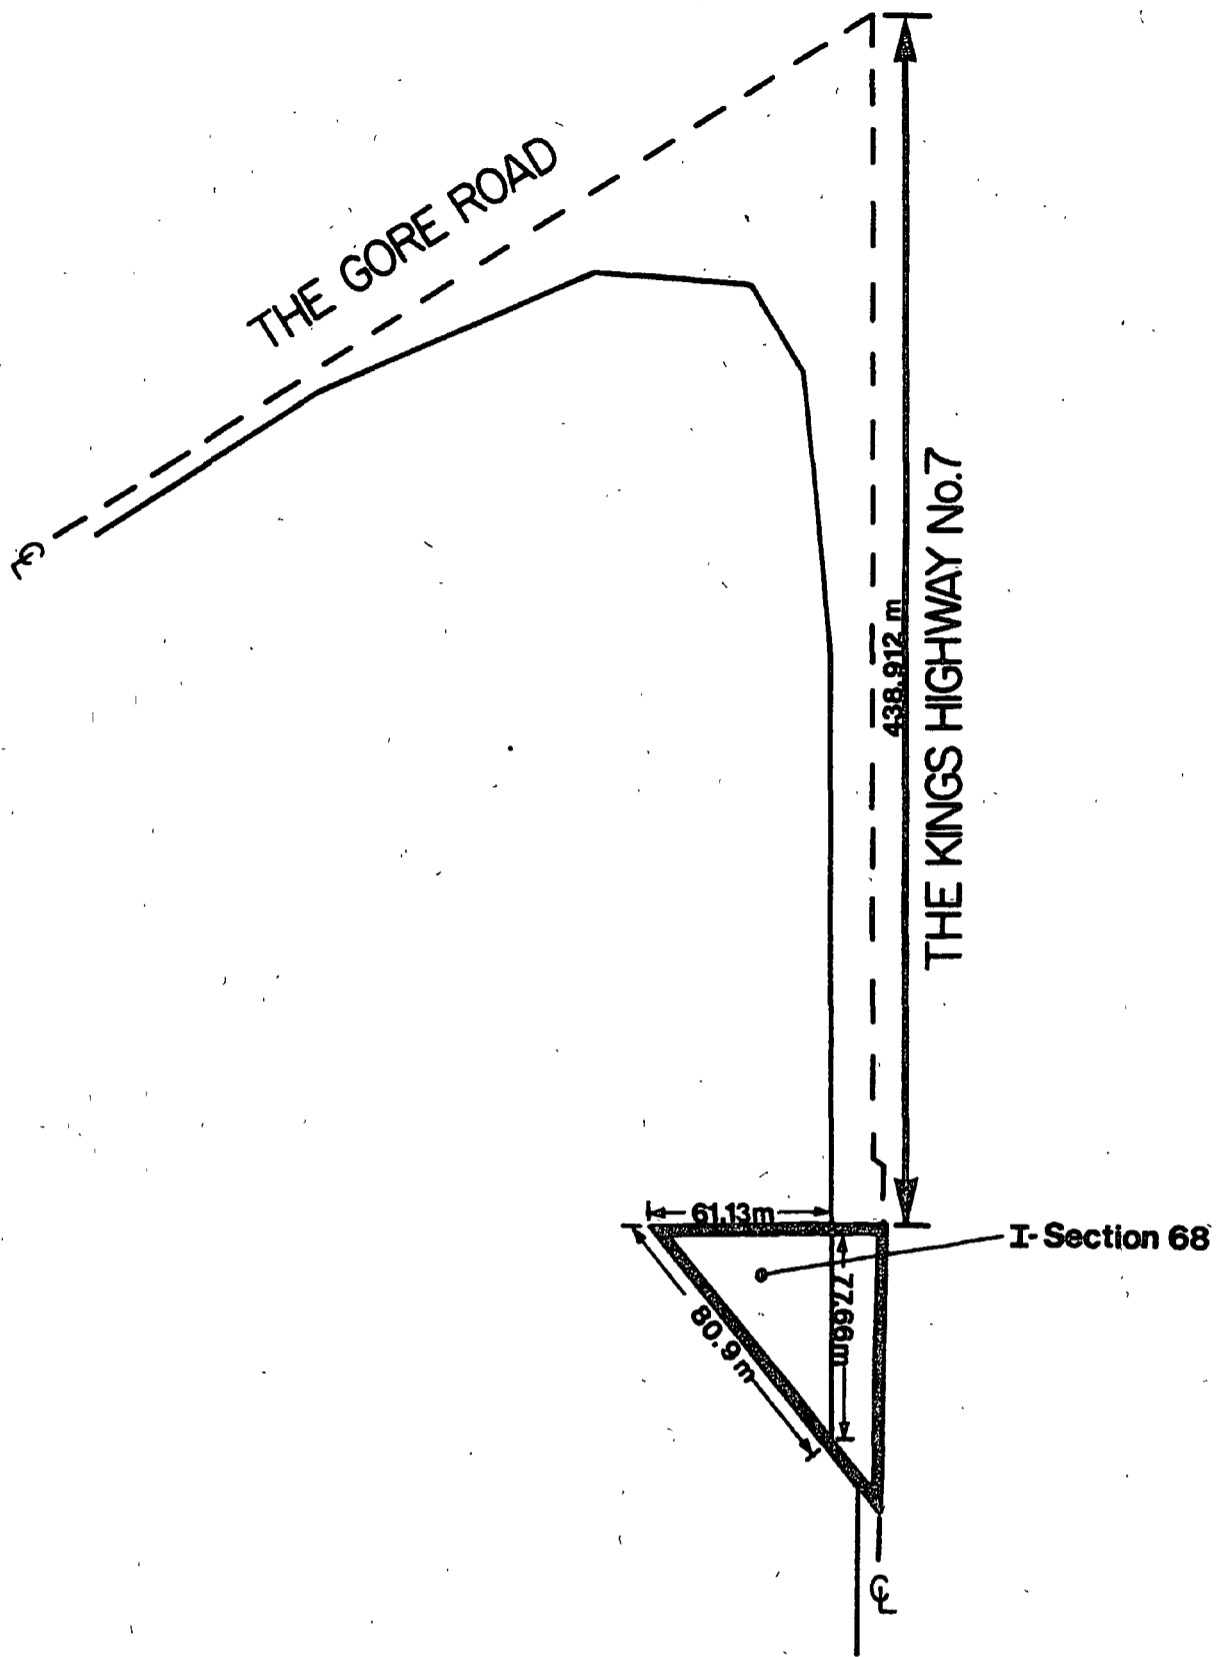 THE GORE ROAD
THE KINGS HIGHWAY No.7
438.912 m
61.13m
I-Section 68
77.66m
80.9m
℄
℄